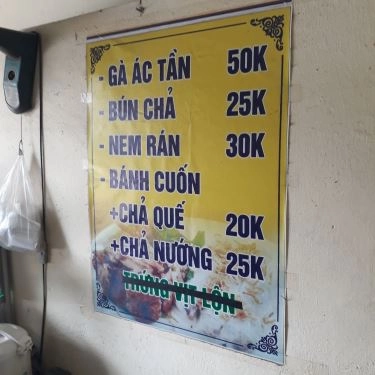 - GÀ ÁC TẦN 50K
- BÚN CHẢ 25K
- NEM RÁN 30K
- BÁNH CUỐN
+CHẢ QUẾ 20K
+CHẢ NƯỚNG 25K
TRỨNG VỊT LỘN